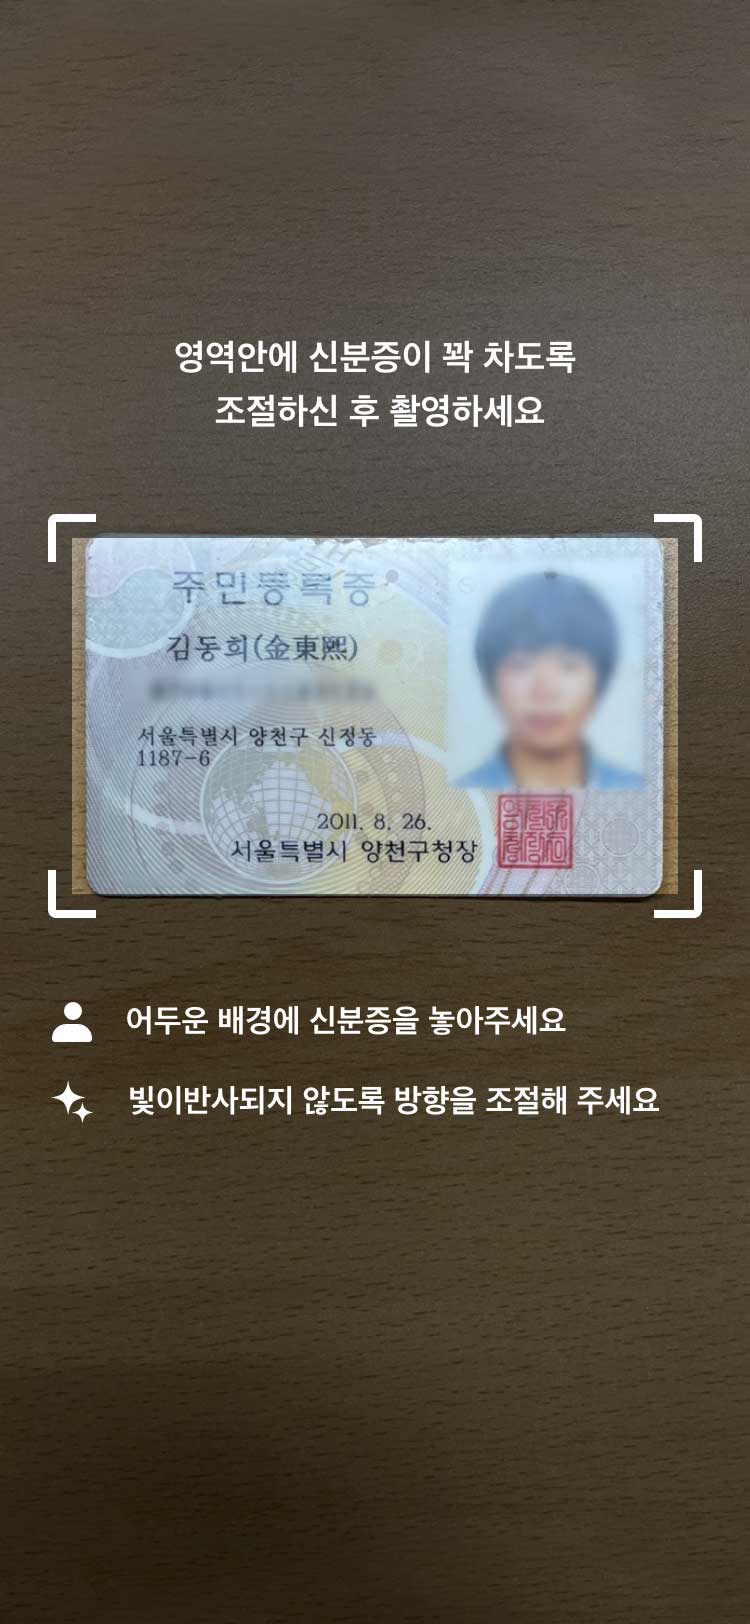 영역안에 신분증이 꽉 차도록
조절하신 후 촬영하세요
주민등록증
김동희(金東熙)
서울특별시 양천구 신정동
1187-6
2011. 8. 26.
서울특별시 양천구청장
어두운 배경에 신분증을 놓아주세요
빛이반사되지 않도록 방향을 조절해 주세요